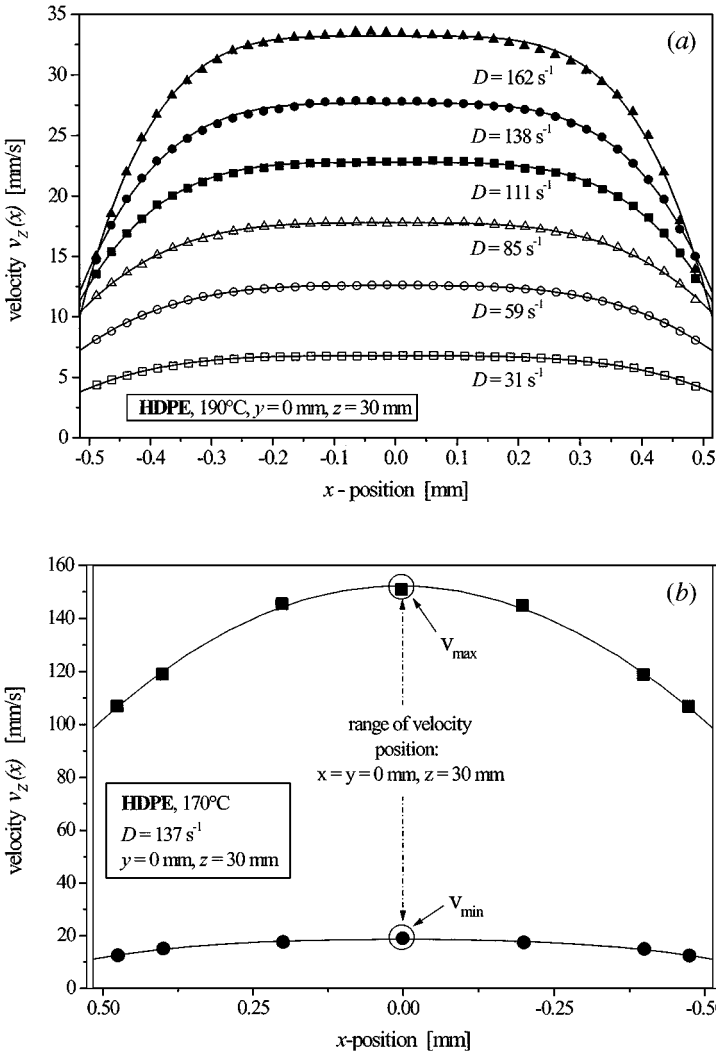 (a)
35
30
25
20
15
10
5
0
velocity v_Z(x) [mm/s]
D = 162 s⁻¹
D = 138 s⁻¹
D = 111 s⁻¹
D = 85 s⁻¹
D = 59 s⁻¹
D = 31 s⁻¹
HDPE, 190°C, y = 0 mm, z = 30 mm
-0.5 -0.4 -0.3 -0.2 -0.1 0.0 0.1 0.2 0.3 0.4 0.5
x - position [mm]
(b)
160
140
120
100
80
60
40
20
0
velocity v_Z(x) [mm/s]
v_max
range of velocity
position:
x = y = 0 mm, z = 30 mm
HDPE, 170°C
D = 137 s⁻¹
y = 0 mm, z = 30 mm
v_min
0.50 0.25 0.00 -0.25 -0.50
x-position [mm]